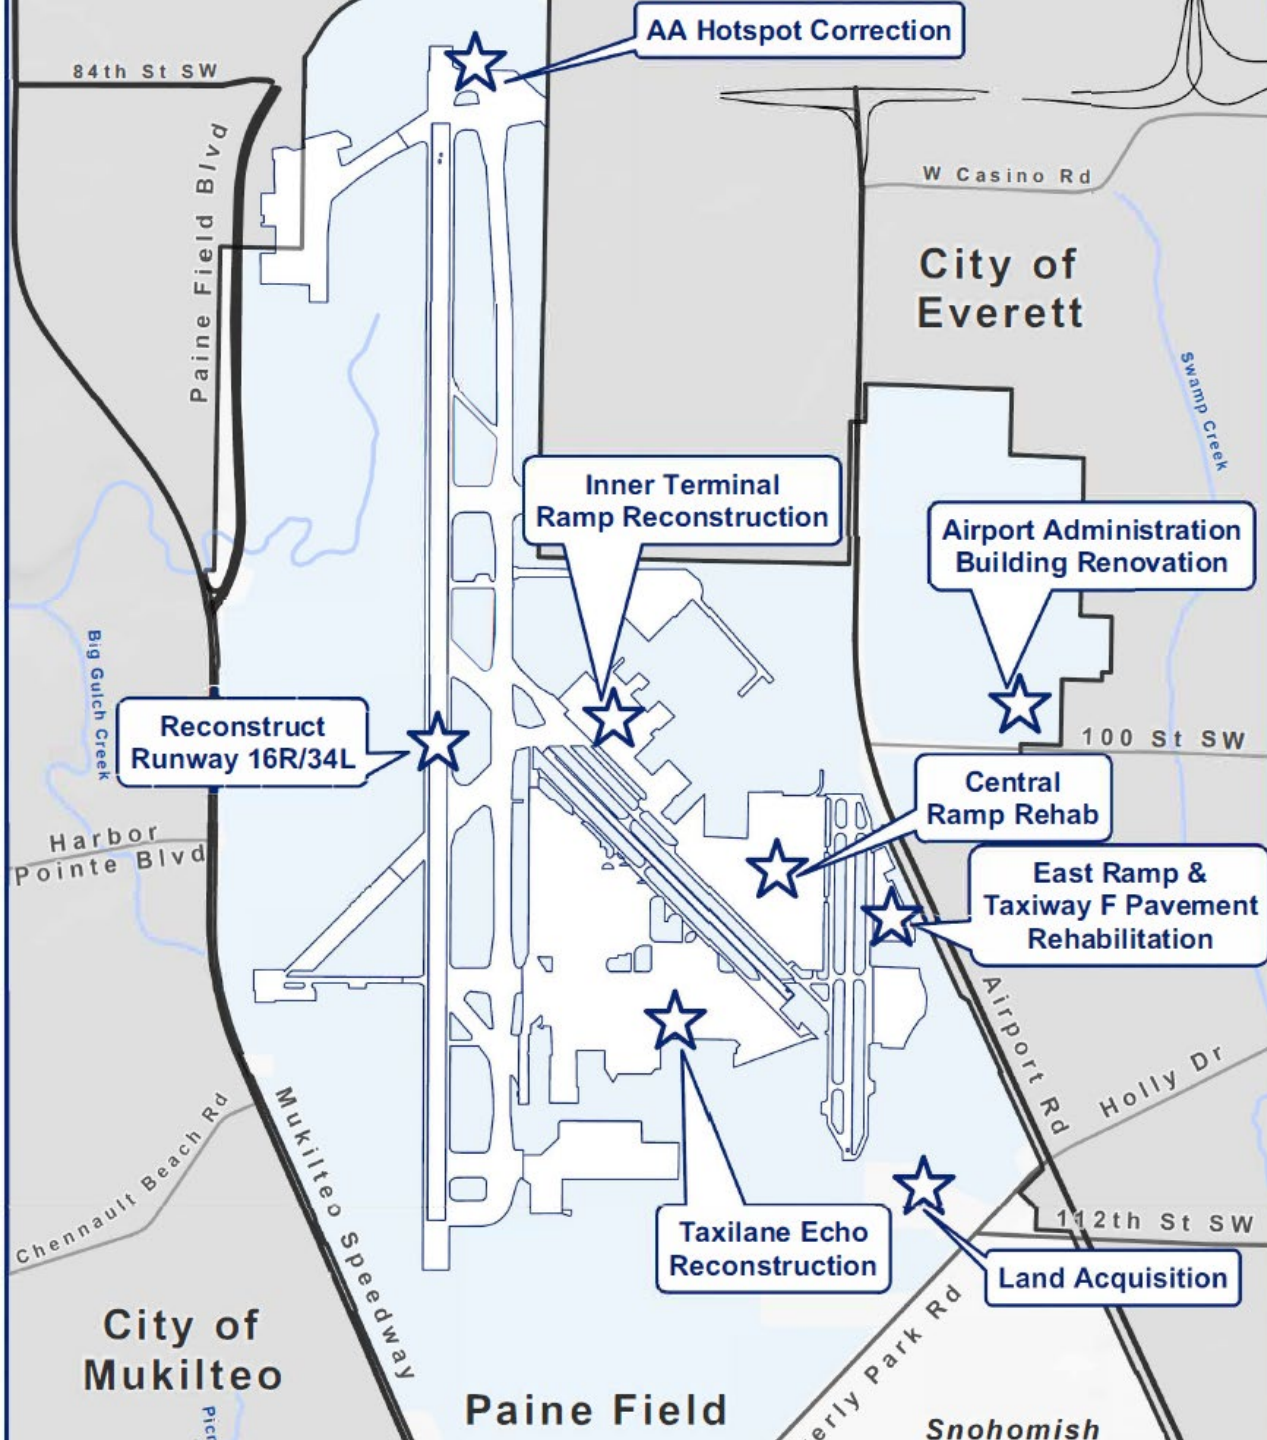 AA Hotspot Correction
84th St SW
Paine Field Blvd
W Casino Rd
City of
Everett
Swamp Creek
Inner Terminal
Ramp Reconstruction
Airport Administration
Building Renovation
Big Gulch Creek
Reconstruct
Runway 16R/34L
100 St SW
Central
Ramp Rehab
Harbor
Pointe Blvd
East Ramp &
Taxiway F Pavement
Rehabilitation
Airport Rd
Holly Dr
Chennault Beach Rd
Mukilteo Speedway
112th St SW
Taxilane Echo
Reconstruction
Land Acquisition
City of
Mukilteo
Park Rd
Paine Field
Snohomish